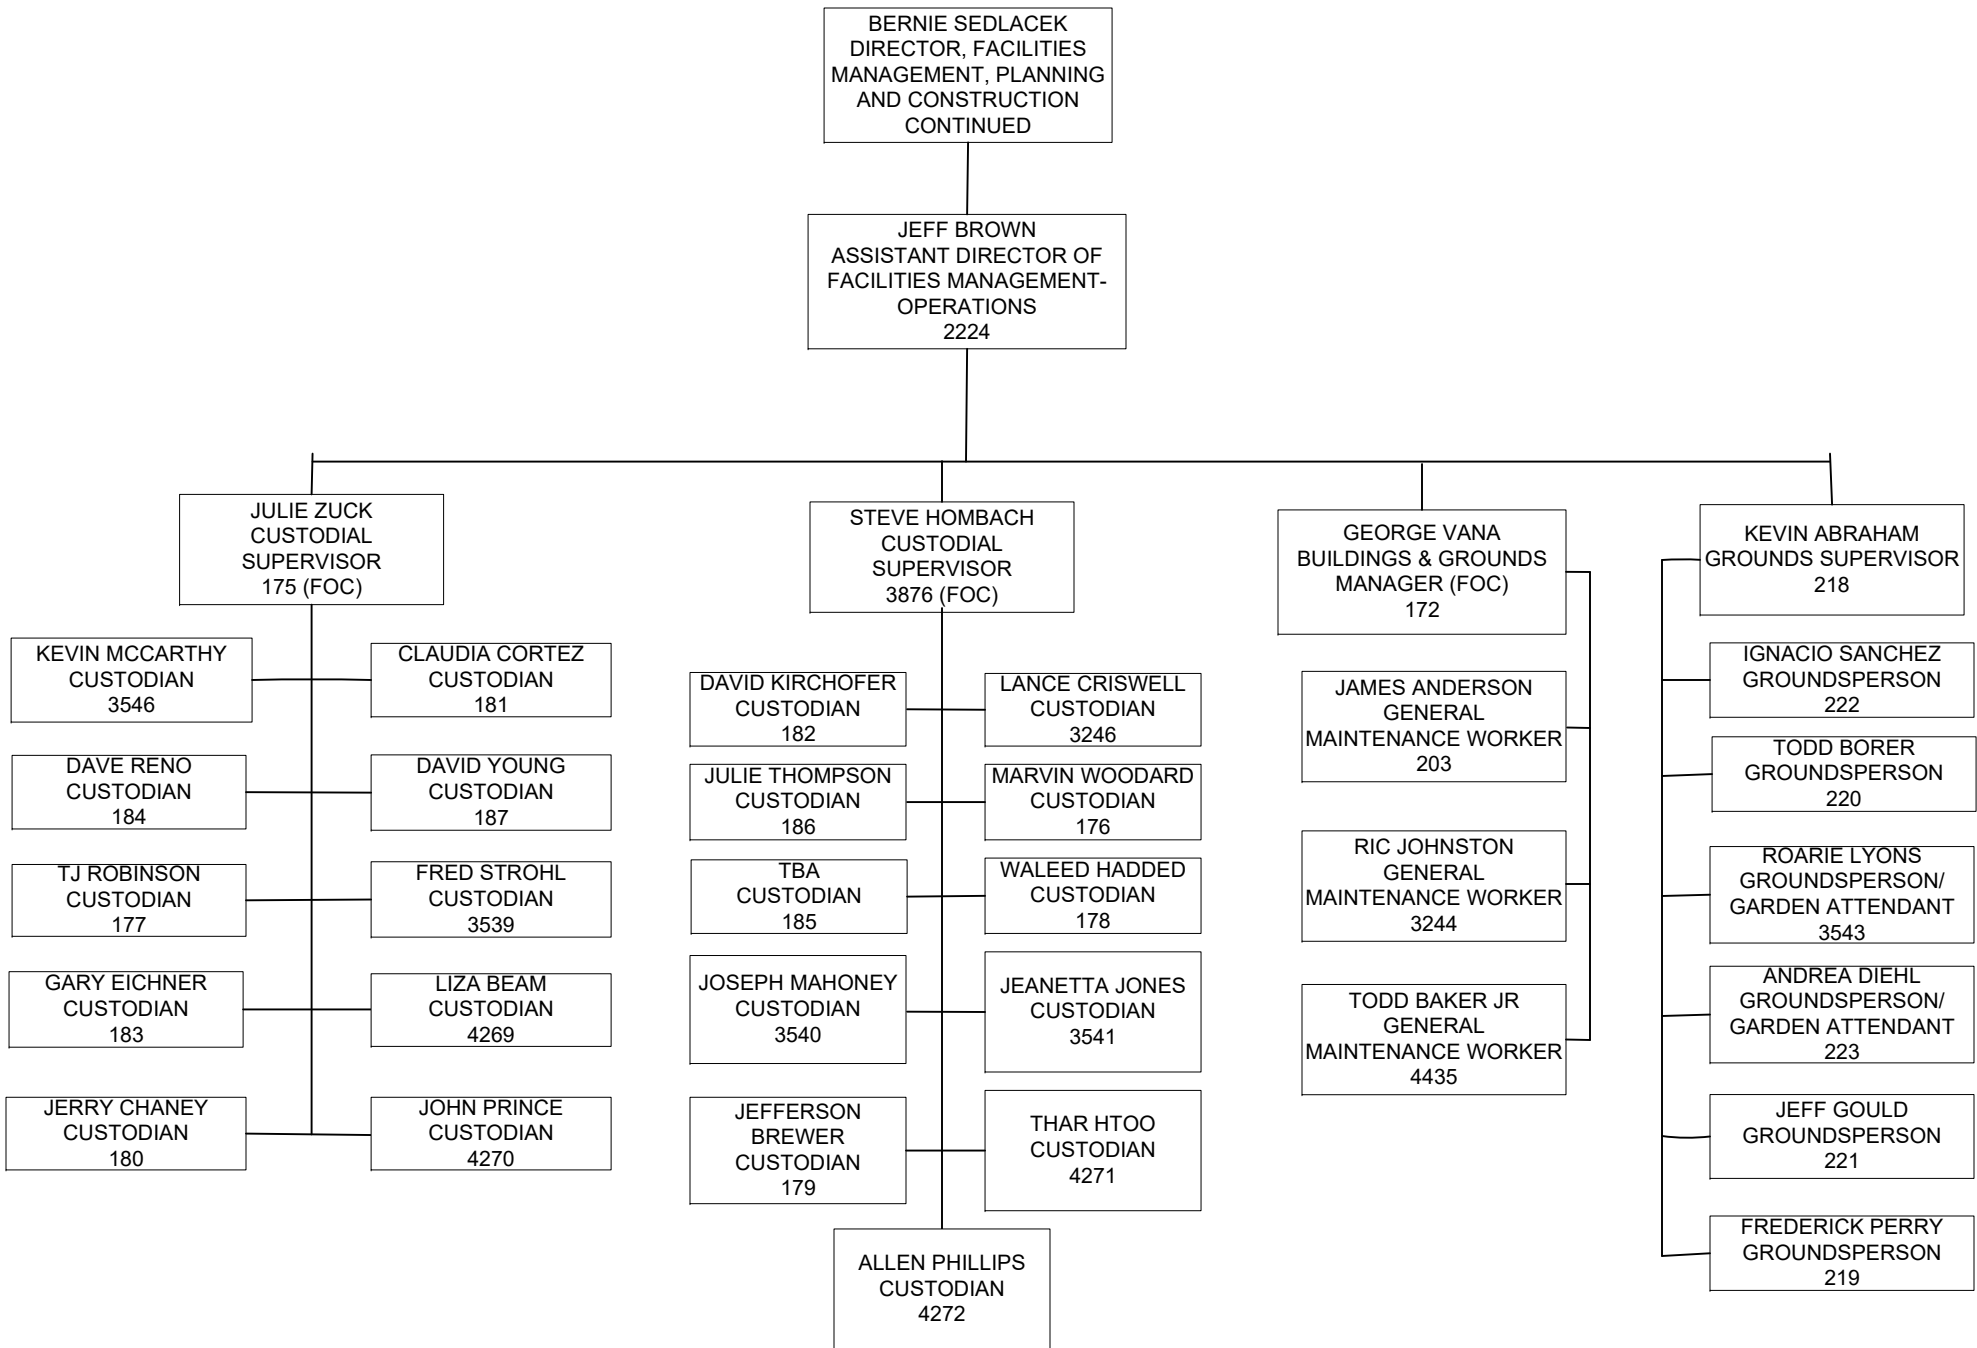 BERNIE SEDLACEK
DIRECTOR, FACILITIES
MANAGEMENT, PLANNING
AND CONSTRUCTION
CONTINUED
JEFF BROWN
ASSISTANT DIRECTOR OF
FACILITIES MANAGEMENT-
OPERATIONS
2224
JULIE ZUCK
CUSTODIAL
SUPERVISOR
175 (FOC)
KEVIN MCCARTHY
CUSTODIAN
3546
CLAUDIA CORTEZ
CUSTODIAN
181
DAVE RENO
CUSTODIAN
184
DAVID YOUNG
CUSTODIAN
187
TJ ROBINSON
CUSTODIAN
177
FRED STROHL
CUSTODIAN
3539
GARY EICHNER
CUSTODIAN
183
LIZA BEAM
CUSTODIAN
4269
JERRY CHANEY
CUSTODIAN
180
JOHN PRINCE
CUSTODIAN
4270
STEVE HOMBACH
CUSTODIAL
SUPERVISOR
3876 (FOC)
DAVID KIRCHOFER
CUSTODIAN
182
LANCE CRISWELL
CUSTODIAN
3246
JULIE THOMPSON
CUSTODIAN
186
MARVIN WOODARD
CUSTODIAN
176
TBA
CUSTODIAN
185
WALEED HADDED
CUSTODIAN
178
JOSEPH MAHONEY
CUSTODIAN
3540
JEANETTA JONES
CUSTODIAN
3541
JEFFERSON
BREWER
CUSTODIAN
179
THAR HTOO
CUSTODIAN
4271
ALLEN PHILLIPS
CUSTODIAN
4272
GEORGE VANA
BUILDINGS & GROUNDS
MANAGER (FOC)
172
JAMES ANDERSON
GENERAL
MAINTENANCE WORKER
203
RIC JOHNSTON
GENERAL
MAINTENANCE WORKER
3244
TODD BAKER JR
GENERAL
MAINTENANCE WORKER
4435
KEVIN ABRAHAM
GROUNDS SUPERVISOR
218
IGNACIO SANCHEZ
GROUNDSPERSON
222
TODD BORER
GROUNDSPERSON
220
ROARIE LYONS
GROUNDSPERSON/
GARDEN ATTENDANT
3543
ANDREA DIEHL
GROUNDSPERSON/
GARDEN ATTENDANT
223
JEFF GOULD
GROUNDSPERSON
221
FREDERICK PERRY
GROUNDSPERSON
219